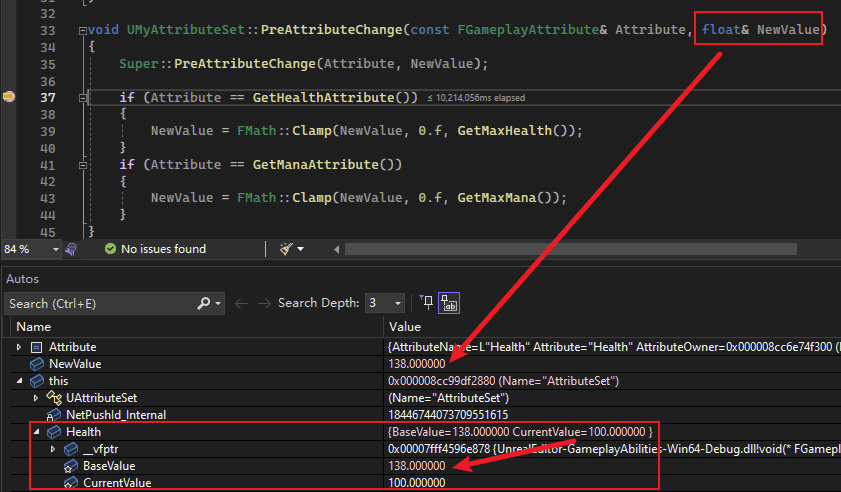 32
33 void UMyAttributeSet::PreAttributeChange(const FGameplayAttribute& Attribute, float& NewValue)
34 {
35 Super::PreAttributeChange(Attribute, NewValue);
36
37 if (Attribute == GetHealthAttribute()) ≤ 10,214,056ms elapsed
38 {
39 NewValue = FMath::Clamp(NewValue, 0.f, GetMaxHealth());
40 }
41 if (Attribute == GetManaAttribute())
42 {
43 NewValue = FMath::Clamp(NewValue, 0.f, GetMaxMana());
44 }
45 }
84 % No issues found
Autos
Search (Ctrl+E) Search Depth: 3
Name Value
Attribute {AttributeName=L"Health" Attribute="Health" AttributeOwner=0x000008cc6e74f300
NewValue 138.000000
this 0x000008cc99df2880 (Name="AttributeSet")
UAttributeSet (Name="AttributeSet")
NetPushId_Internal 18446744073709551615
Health {BaseValue=138.000000 CurrentValue=100.000000 }
__vfptr 0x00007fff4596e878 {UnrealEditor-GameplayAbilities-Win64-Debug.dll!void(* FGamepl
BaseValue 138.000000
CurrentValue 100.000000